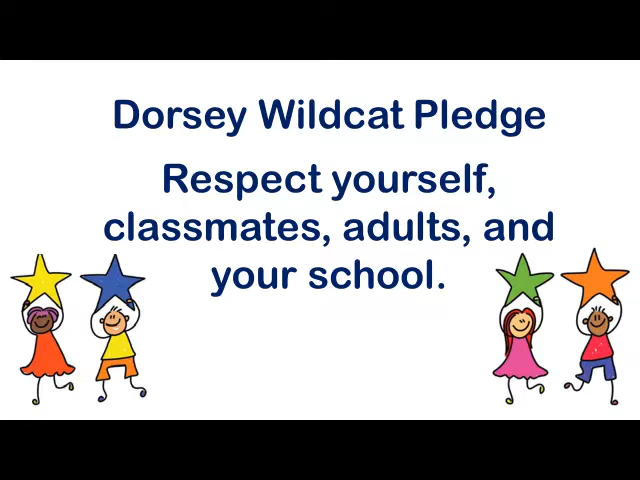 Dorsey Wildcat Pledge
Respect yourself,
classmates, adults, and
your school.